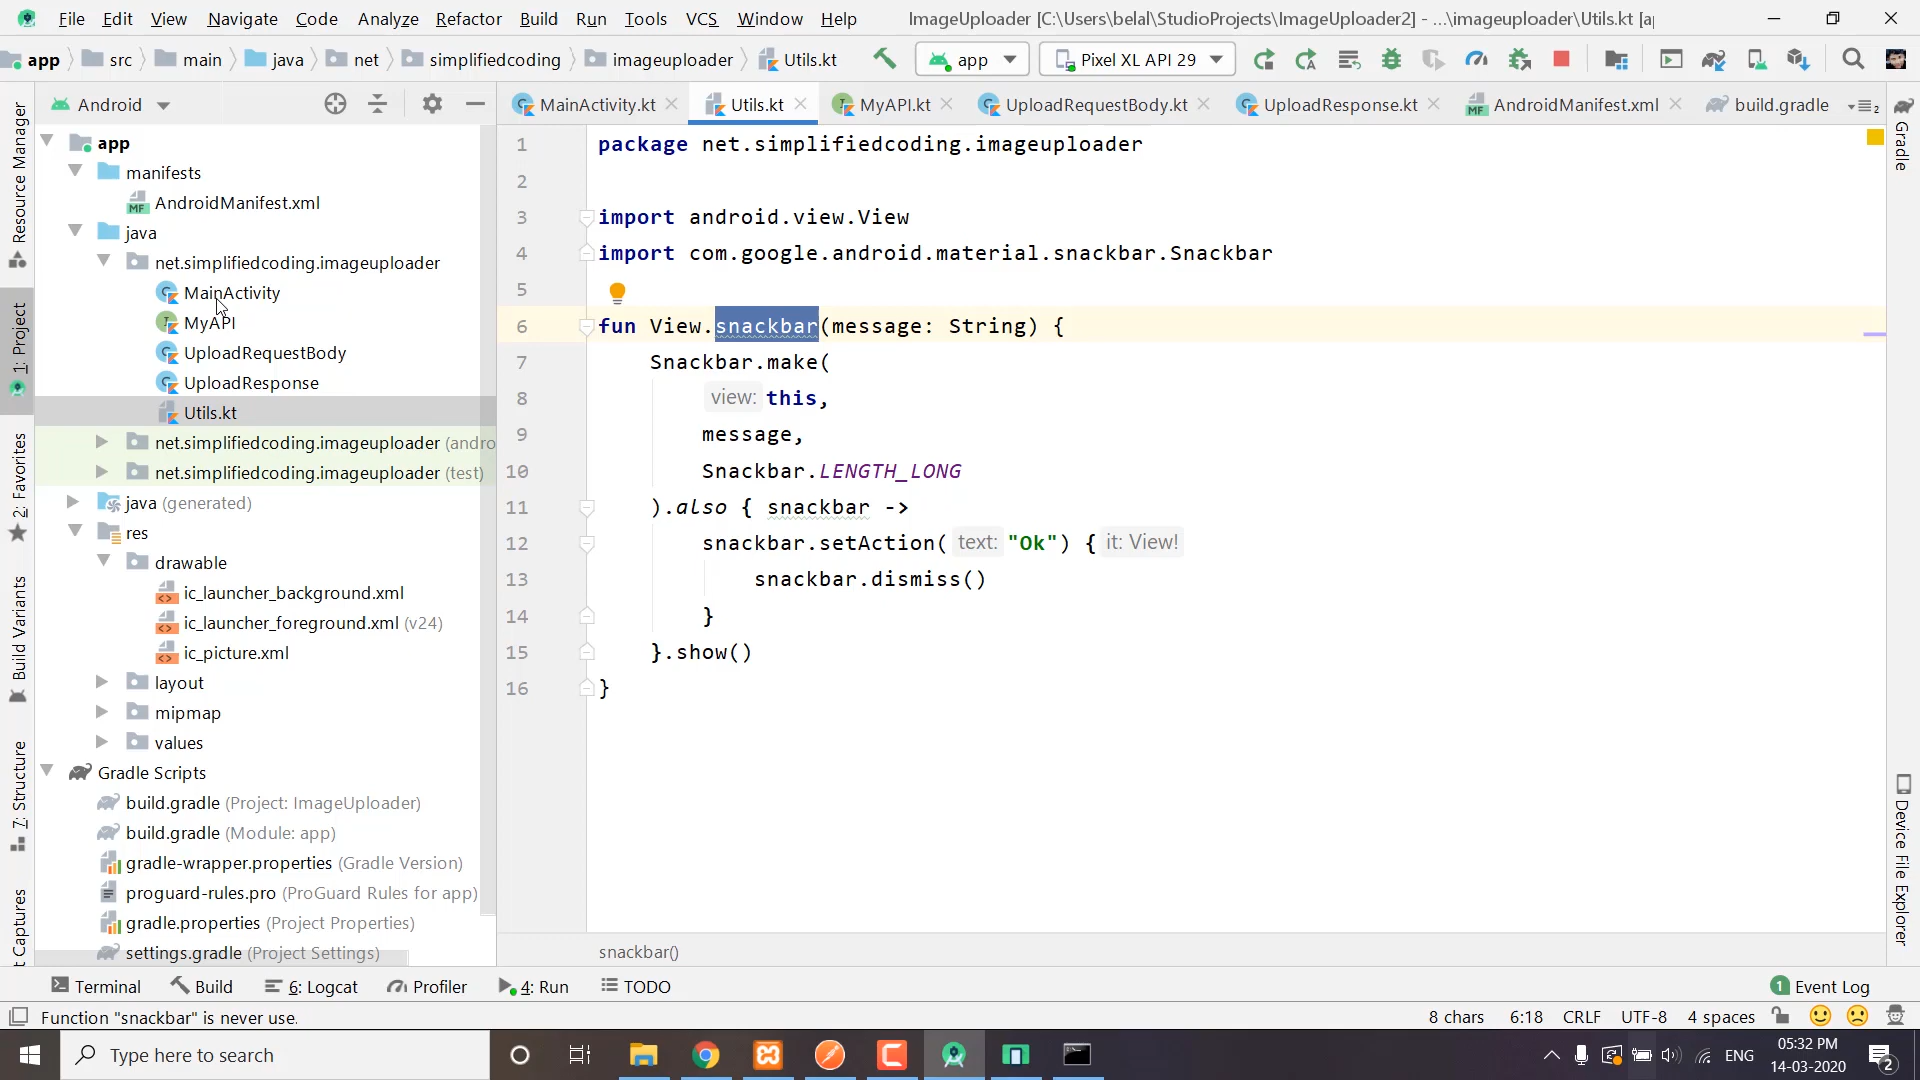 File Edit View Navigate Code Analyze Refactor Build Run Tools VCS Window Help ImageUploader [C:\Users\belal\StudioProjects\ImageUploader2] - ...\imageuploader\Utils.kt
app src main java net simplifiedcoding imageuploader Utils.kt app Pixel XL API 29
Android
MainActivity.kt Utils.kt MyAPI.kt UploadRequestBody.kt UploadResponse.kt AndroidManifest.xml build.gradle
Resource Manager
1: Project
2: Favorites
Build Variants
7: Structure
Captures
app
manifests
AndroidManifest.xml
java
net.simplifiedcoding.imageuploader
MainActivity
MyAPI
UploadRequestBody
UploadResponse
Utils.kt
net.simplifiedcoding.imageuploader (andro
net.simplifiedcoding.imageuploader (test)
java (generated)
res
drawable
ic_launcher_background.xml
ic_launcher_foreground.xml (v24)
ic_picture.xml
layout
mipmap
values
Gradle Scripts
build.gradle (Project: ImageUploader)
build.gradle (Module: app)
gradle-wrapper.properties (Gradle Version)
proguard-rules.pro (ProGuard Rules for app)
gradle.properties (Project Properties)
settings.gradle (Project Settings)
1 package net.simplifiedcoding.imageuploader
2
3 import android.view.View
4 import com.google.android.material.snackbar.Snackbar
5
6 fun View.snackbar(message: String) {
7 Snackbar.make(
8 view: this,
9 message,
10 Snackbar.LENGTH_LONG
11 ).also { snackbar ->
12 snackbar.setAction( text: "Ok") { it: View!
13 snackbar.dismiss()
14 }
15 }.show()
16 }
snackbar()
Gradle
Device File Explorer
Terminal Build 6: Logcat Profiler 4: Run TODO 1 Event Log
Function "snackbar" is never use. 8 chars 6:18 CRLF UTF-8 4 spaces
Type here to search ENG 05:32 PM
14-03-2020 2